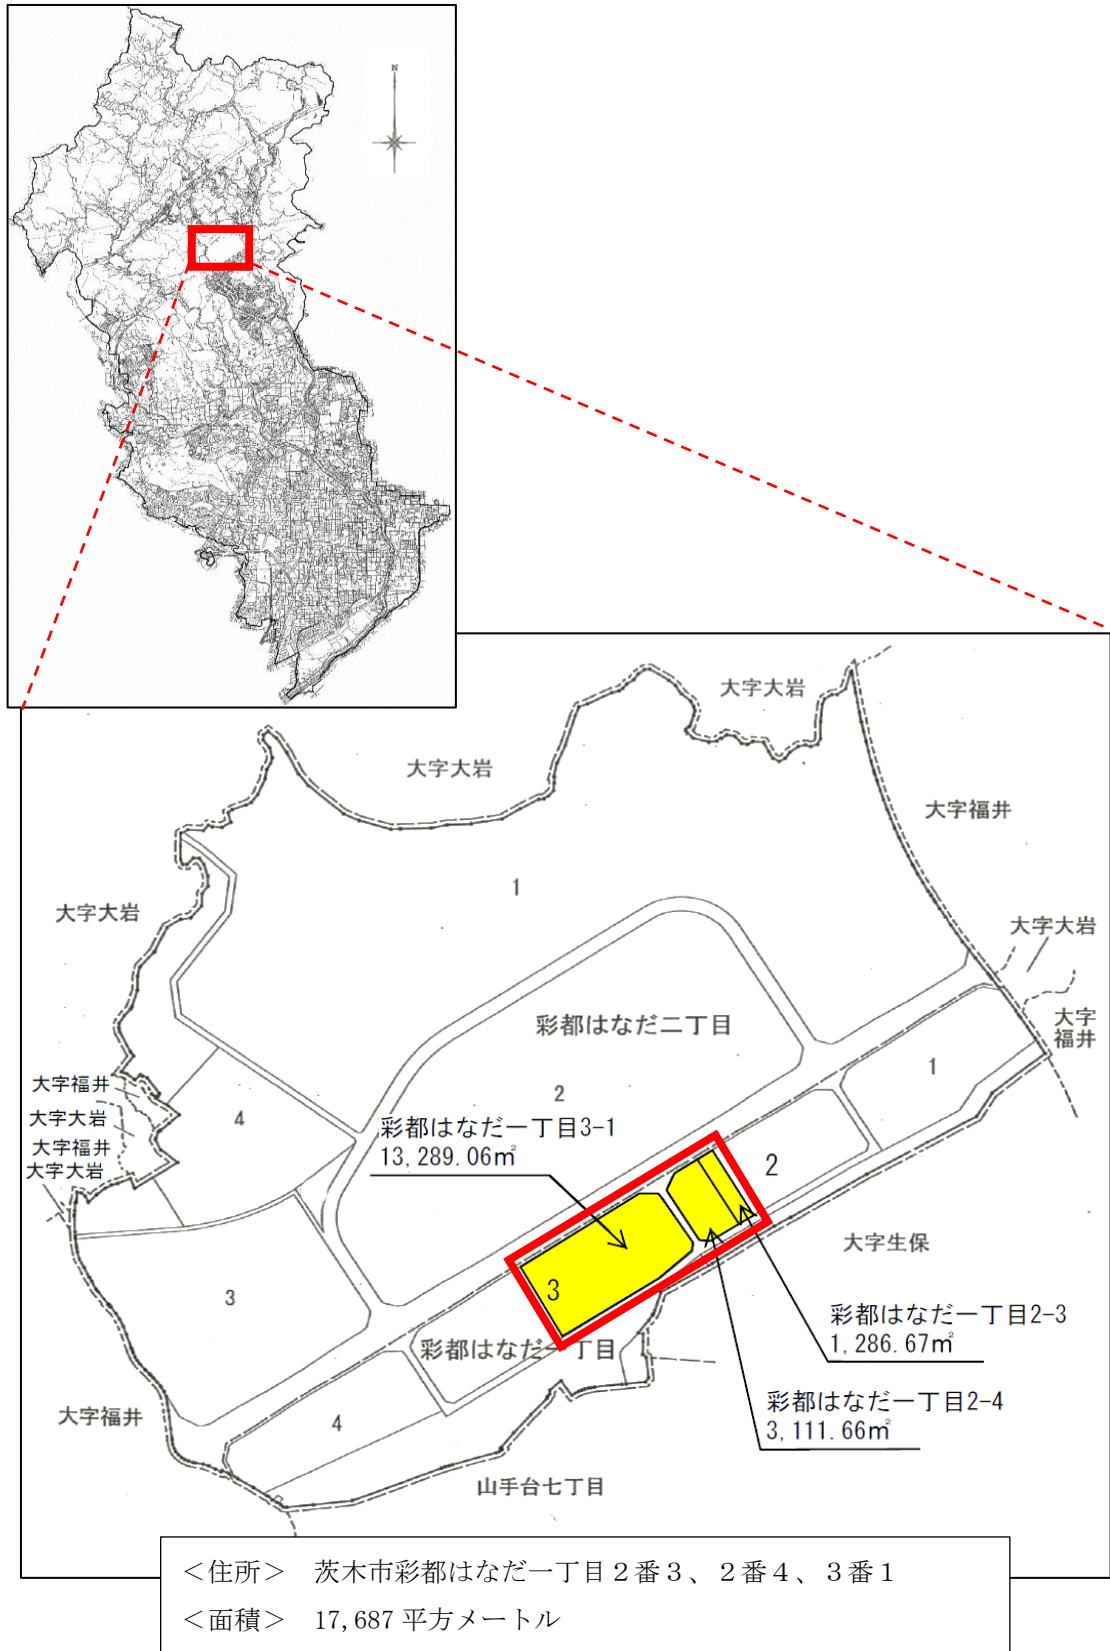 N
大字大岩
大字大岩
大字福井
1
大字大岩
大字大岩
彩都はなだ二丁目
大字
福井
1
大字福井
2
大字大岩
4
彩都はなだ一丁目3-1
13,289.06㎡
大字福井
大字大岩
2
大字生保
3
3
彩都はなだ一丁目2-3
1,286.67㎡
彩都はなだ一丁目
彩都はなだ一丁目2-4
3,111.66㎡
大字福井
4
山手台七丁目
＜住所＞　茨木市彩都はなだ一丁目２番３、２番４、３番１
＜面積＞　17,687 平方メートル